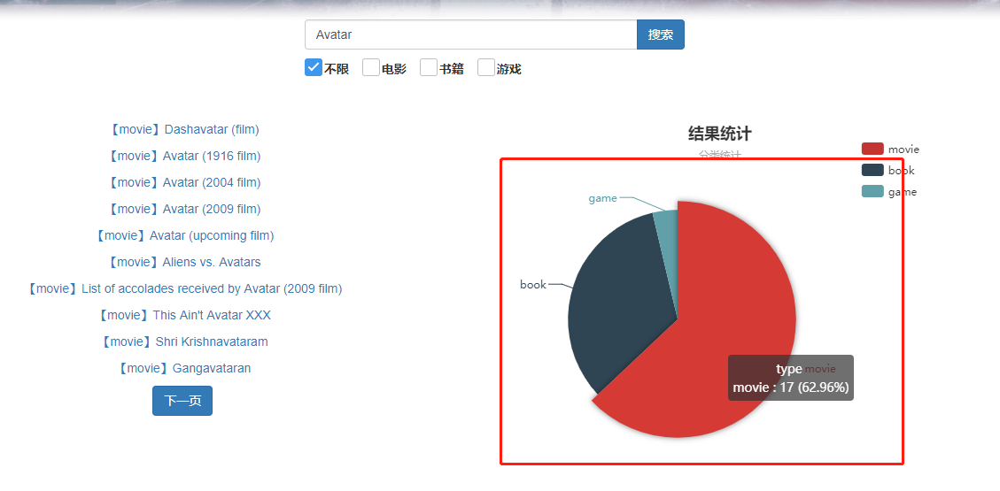 Avatar 搜索
不限 电影 书籍 游戏
【movie】Dashavatar (film)
【movie】Avatar (1916 film)
【movie】Avatar (2004 film)
【movie】Avatar (2009 film)
【movie】Avatar (upcoming film)
【movie】Aliens vs. Avatars
【movie】List of accolades received by Avatar (2009 film)
【movie】This Ain't Avatar XXX
【movie】Shri Krishnavataram
【movie】Gangavataran
下一页
结果统计
分类统计
movie
book
game
game
book
type movie
movie : 17 (62.96%)